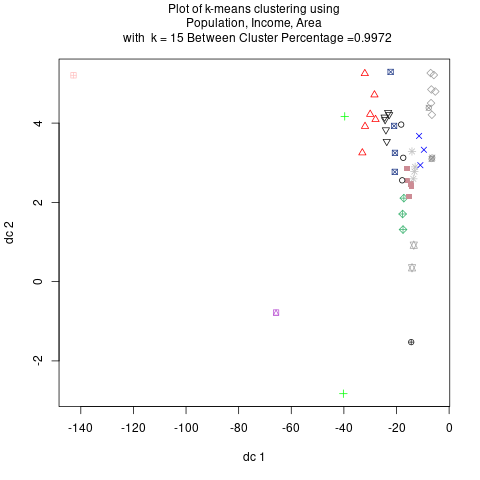 Plot of k-means clustering using
Population, Income, Area
with k = 15 Between Cluster Percentage =0.9972
dc 2
4
2
0
-2
-140 -120 -100 -80 -60 -40 -20 0
dc 1